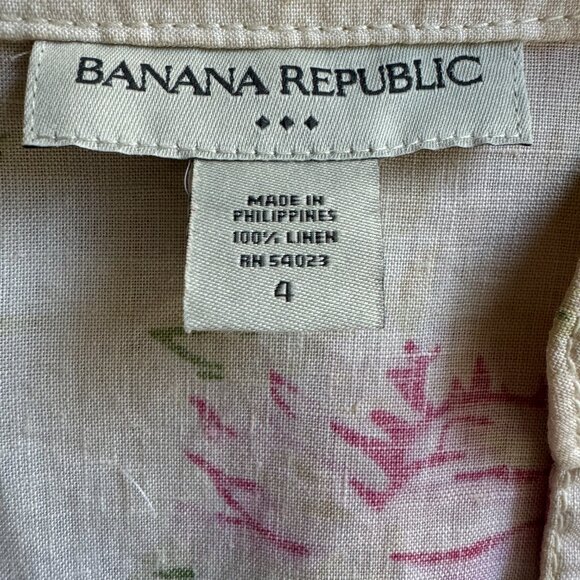 BANANA REPUBLIC
MADE IN
PHILIPPINES
100% LINEN
RN 54023
4